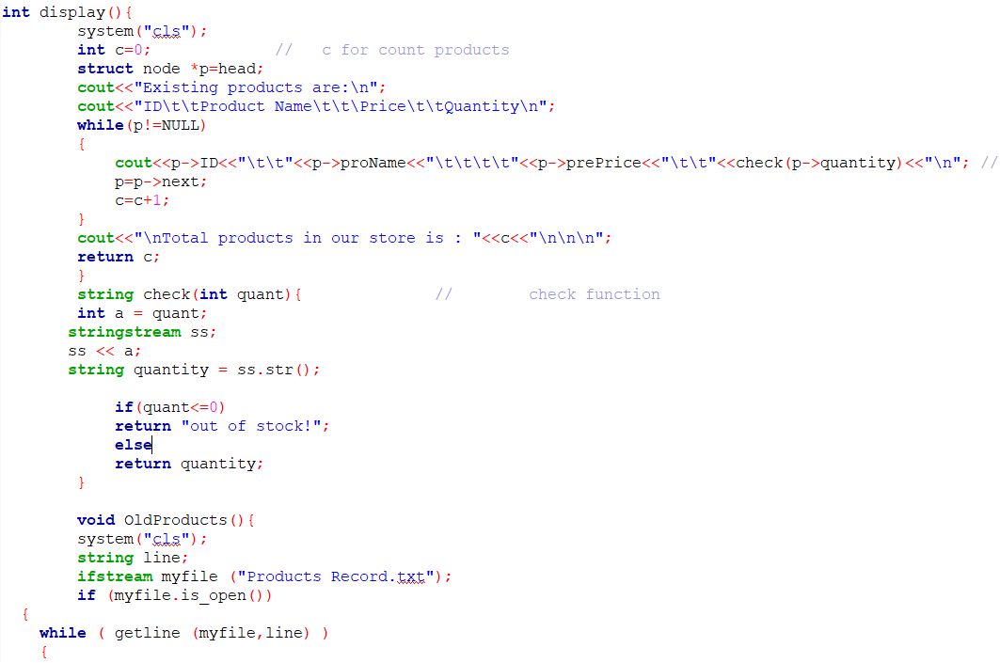 int display(){
system("cls");
int c=0; // c for count products
struct node *p=head;
cout<<"Existing products are:\n";
cout<<"ID\t\tProduct Name\t\t\Price\t\tQuantity\n";
while(p!=NULL)
{
cout<<p->ID<<"\t\t"<<p->proName<<"\t\t\t\t"<<p->prePrice<<"\t\t"<<check(p->quantity)<<"\n"; //
p=p->next;
c=c+1;
}
cout<<"\nTotal products in our store is : "<<c<<"\n\n\n";
return c;
}
string check(int quant){ // check function
int a = quant;
stringstream ss;
ss << a;
string quantity = ss.str();
if(quant<=0)
return "out of stock!";
else
return quantity;
}
void OldProducts(){
system("cls");
string line;
ifstream myfile ("Products Record.txt");
if (myfile.is_open())
{
while ( getline (myfile,line) )
{